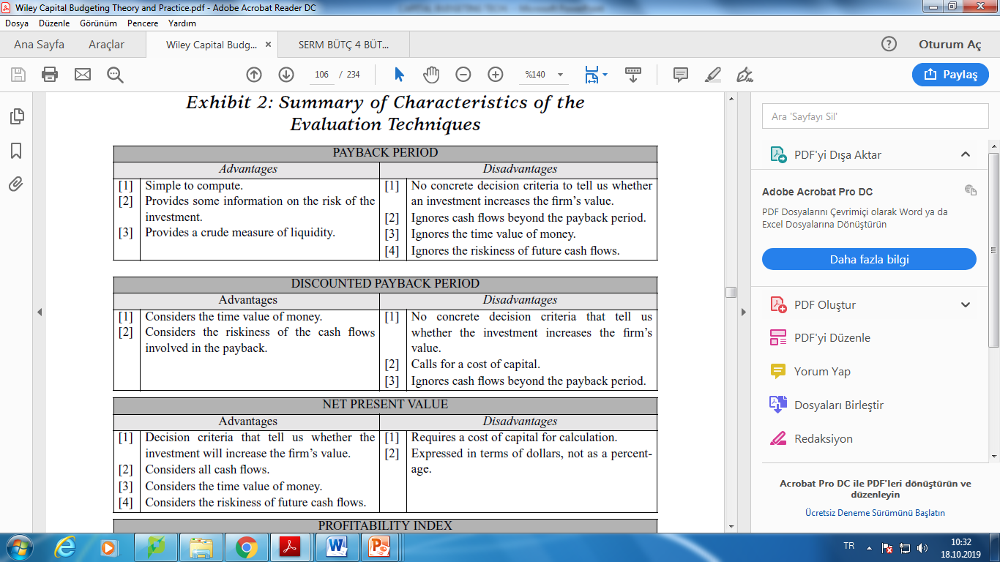 Wiley Capital Budgeting Theory and Practice.pdf - Adobe Acrobat Reader DC
Dosya Düzenle Görünüm Pencere Yardım
Ana Sayfa Araçlar Wiley Capital Budg... × SERM BÜTÇ 4 BÜT... Oturum Aç
106 / 234 %140 Paylaş
Exhibit 2: Summary of Characteristics of the
Evaluation Techniques
PAYBACK PERIOD
Advantages Disadvantages
[1] Simple to compute.
[2] Provides some information on the risk of the
investment.
[3] Provides a crude measure of liquidity.
[1] No concrete decision criteria to tell us whether
an investment increases the firm's value.
[2] Ignores cash flows beyond the payback period.
[3] Ignores the time value of money.
[4] Ignores the riskiness of future cash flows.
DISCOUNTED PAYBACK PERIOD
Advantages Disadvantages
[1] Considers the time value of money.
[2] Considers the riskiness of the cash flows
involved in the payback.
[1] No concrete decision criteria that tell us
whether the investment increases the firm's
value.
[2] Calls for a cost of capital.
[3] Ignores cash flows beyond the payback period.
NET PRESENT VALUE
Advantages Disadvantages
[1] Decision criteria that tell us whether the
investment will increase the firm's value.
[2] Considers all cash flows.
[3] Considers the time value of money.
[4] Considers the riskiness of future cash flows.
[1] Requires a cost of capital for calculation.
[2] Expressed in terms of dollars, not as a percent-
age.
PROFITABILITY INDEX
Ara 'Sayfayı Sil'
PDF'yi Dışa Aktar
Adobe Acrobat Pro DC
PDF Dosyalarını Çevrimiçi olarak Word ya da
Excel Dosyalarına Dönüştürün
Daha fazla bilgi
PDF Oluştur
PDF'yi Düzenle
Yorum Yap
Dosyaları Birleştir
Redaksiyon
Acrobat Pro DC ile PDF'leri dönüştürün ve
düzenleyin
Ücretsiz Deneme Sürümünü Başlatın
TR
10:32
18.10.2019